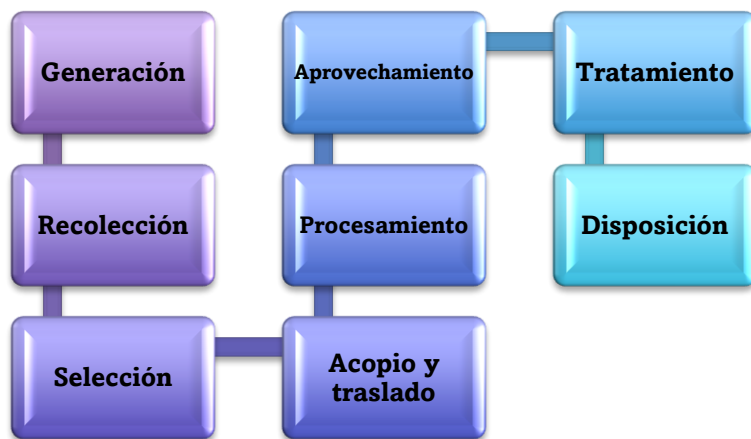 Generación
Recolección
Selección
Acopio y
traslado
Procesamiento
Aprovechamiento
Tratamiento
Disposición